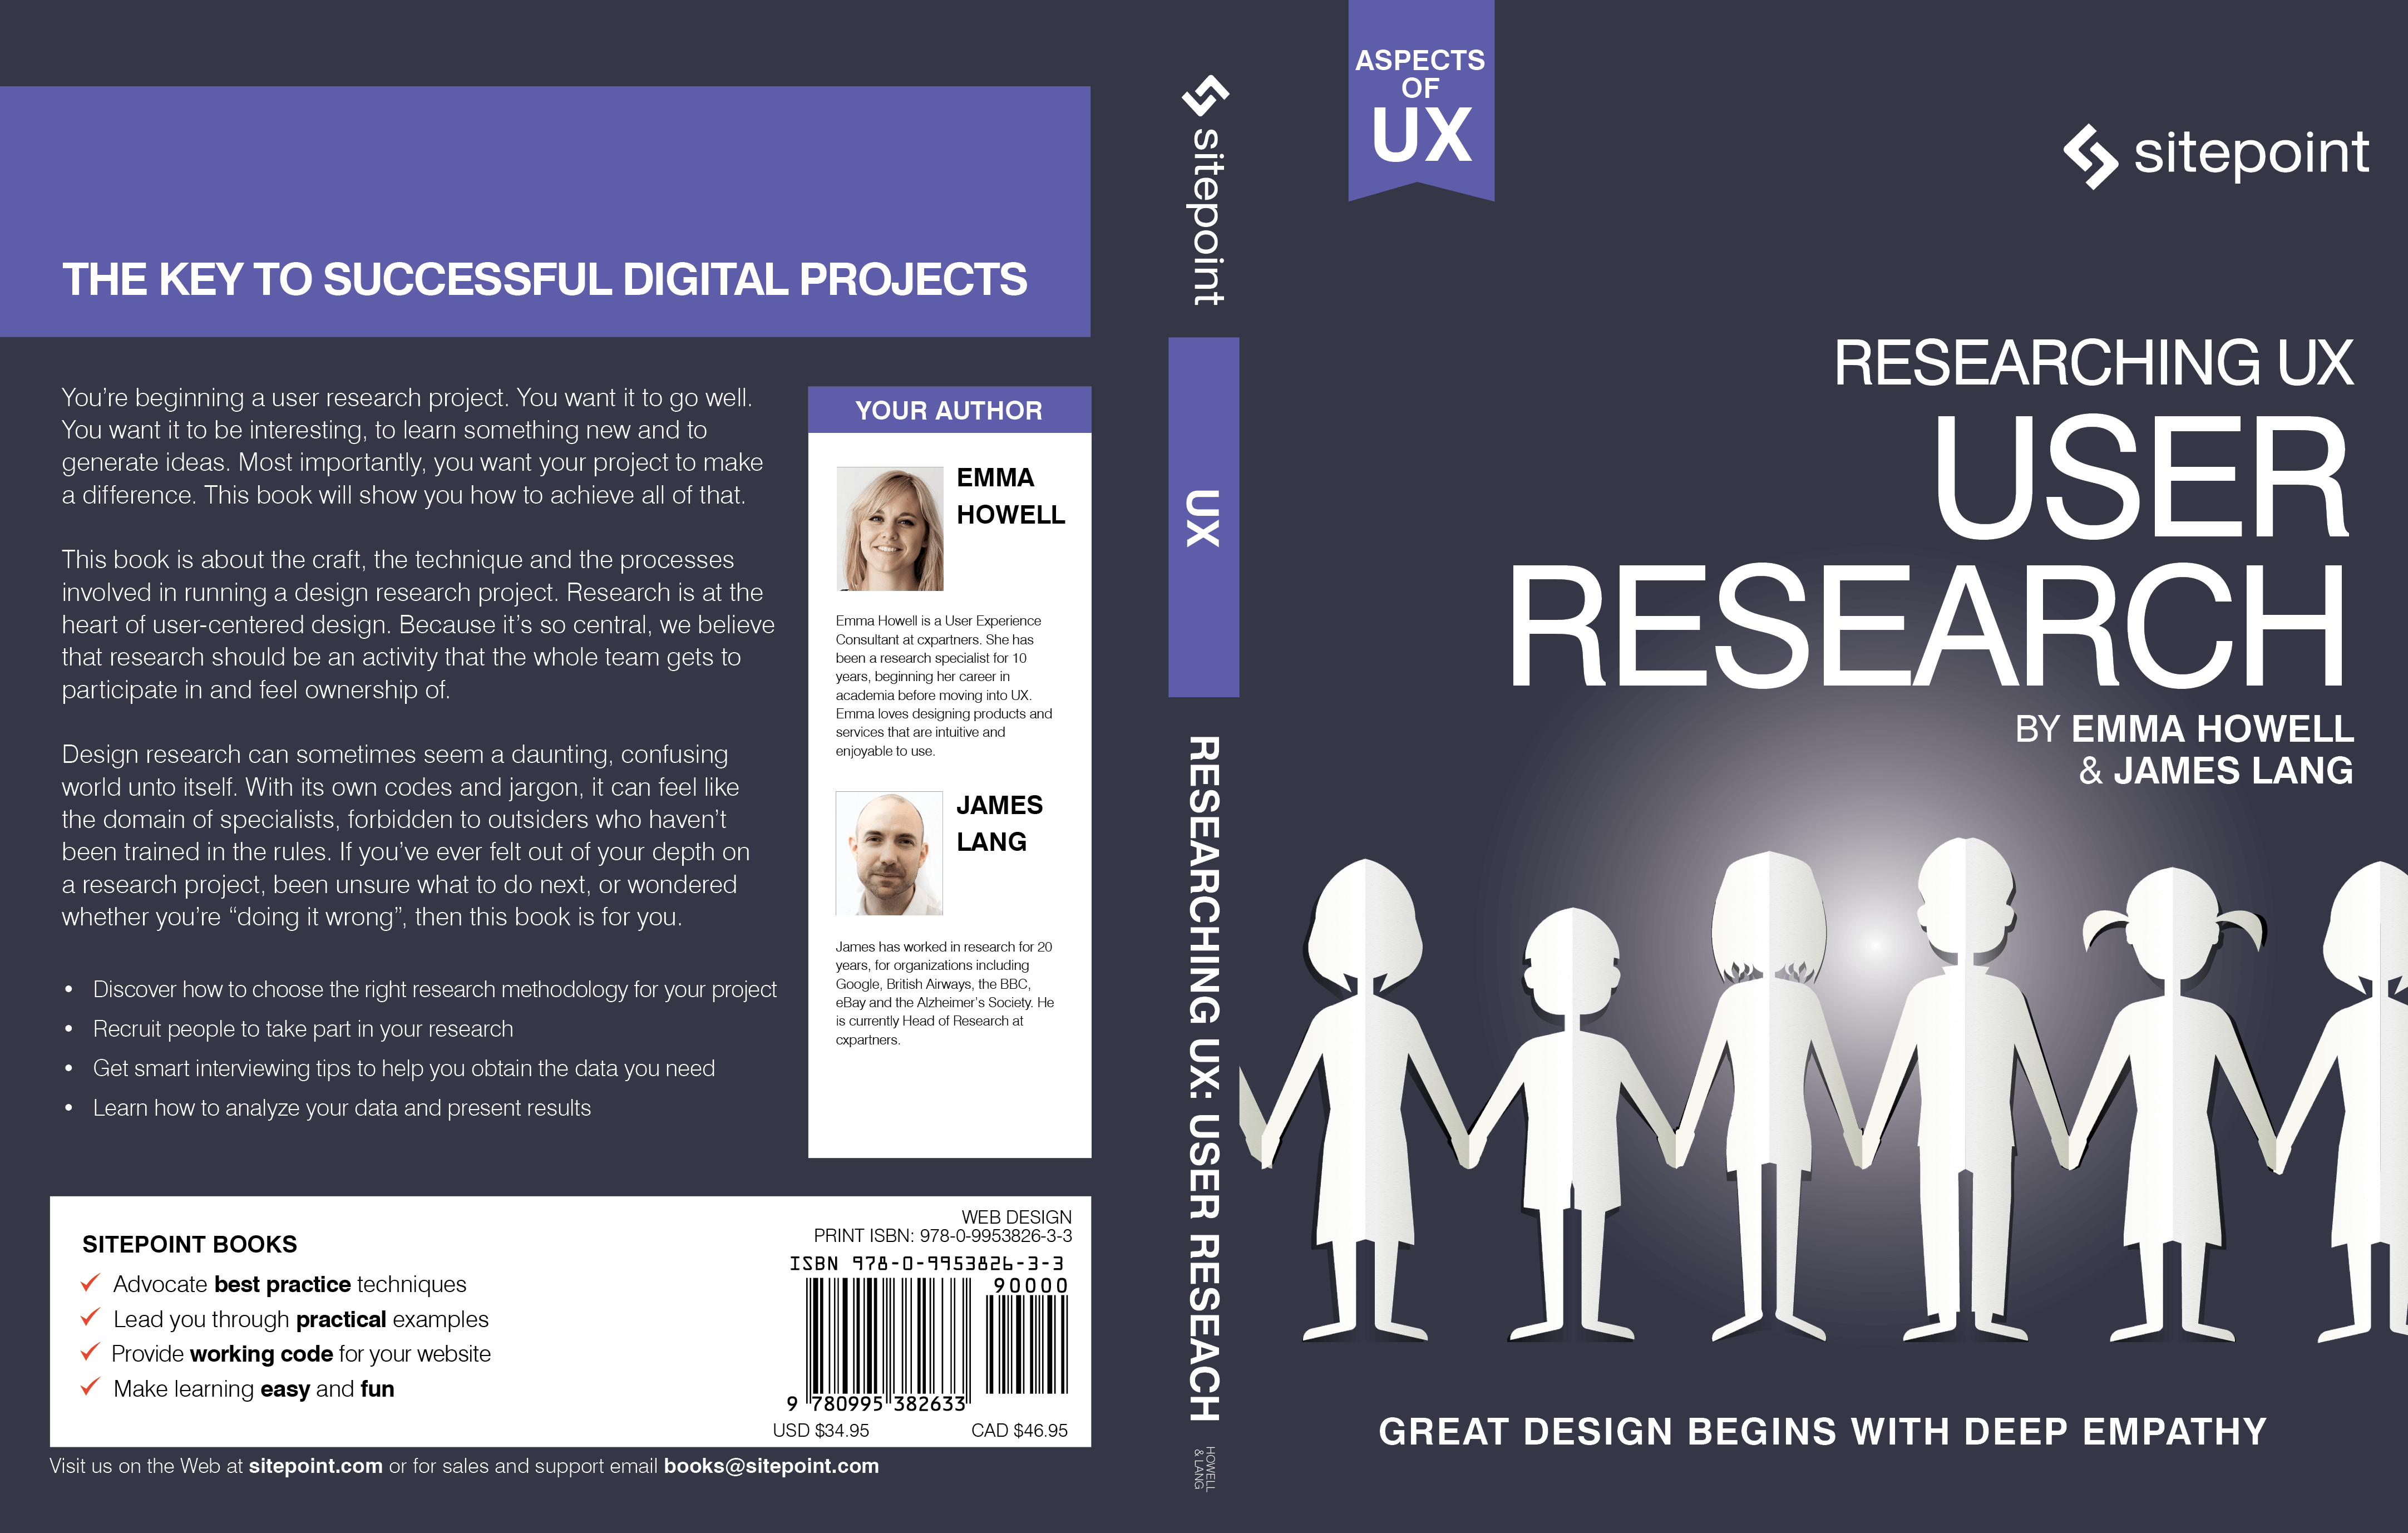 THE KEY TO SUCCESSFUL DIGITAL PROJECTS
You’re beginning a user research project. You want it to go well.
You want it to be interesting, to learn something new and to
generate ideas. Most importantly, you want your project to make
a difference. This book will show you how to achieve all of that.
This book is about the craft, the technique and the processes
involved in running a design research project. Research is at the
heart of user-centered design. Because it’s so central, we believe
that research should be an activity that the whole team gets to
participate in and feel ownership of.
Design research can sometimes seem a daunting, confusing
world unto itself. With its own codes and jargon, it can feel like
the domain of specialists, forbidden to outsiders who haven’t
been trained in the rules. If you’ve ever felt out of your depth on
a research project, been unsure what to do next, or wondered
whether you’re “doing it wrong”, then this book is for you.
• Discover how to choose the right research methodology for your project
• Recruit people to take part in your research
• Get smart interviewing tips to help you obtain the data you need
• Learn how to analyze your data and present results
YOUR AUTHOR
EMMA
HOWELL
Emma Howell is a User Experience
Consultant at cxpartners. She has
been a research specialist for 10
years, beginning her career in
academia before moving into UX.
Emma loves designing products and
services that are intuitive and
enjoyable to use.
JAMES
LANG
James has worked in research for 20
years, for organizations including
Google, British Airways, the BBC,
eBay and the Alzheimer’s Society. He
is currently Head of Research at
cxpartners.
SITEPOINT BOOKS
Advocate best practice techniques
Lead you through practical examples
Provide working code for your website
Make learning easy and fun
WEB DESIGN
PRINT ISBN: 978-0-9953826-3-3
ISBN 978-0-9953826-3-3
90000
9 780995 382633
USD $34.95 CAD $46.95
Visit us on the Web at sitepoint.com or for sales and support email books@sitepoint.com
sitepoint
UX
RESEARCHING UX: USER RESEACH
HOWELL
& LANG
ASPECTS
OF
UX
sitepoint
RESEARCHING UX
USER
RESEARCH
BY EMMA HOWELL
& JAMES LANG
GREAT DESIGN BEGINS WITH DEEP EMPATHY